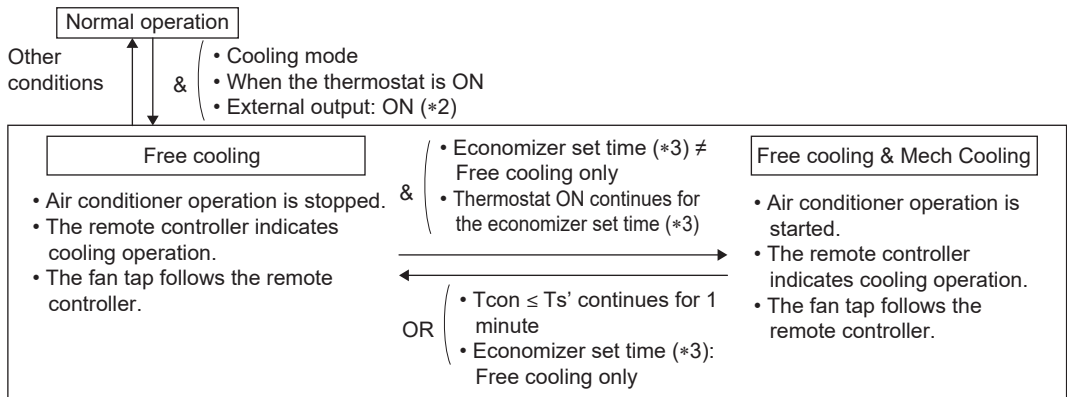 Normal operation
Other
conditions
&
• Cooling mode
• When the thermostat is ON
• External output: ON (*2)
Free cooling
• Air conditioner operation is stopped.
• The remote controller indicates
cooling operation.
• The fan tap follows the remote
controller.
&
• Economizer set time (*3) ≠
Free cooling only
• Thermostat ON continues for
the economizer set time (*3)
OR
• Tcon ≤ Ts’ continues for 1
minute
• Economizer set time (*3):
Free cooling only
Free cooling & Mech Cooling
• Air conditioner operation is
started.
• The remote controller
indicates cooling operation.
• The fan tap follows the
remote controller.